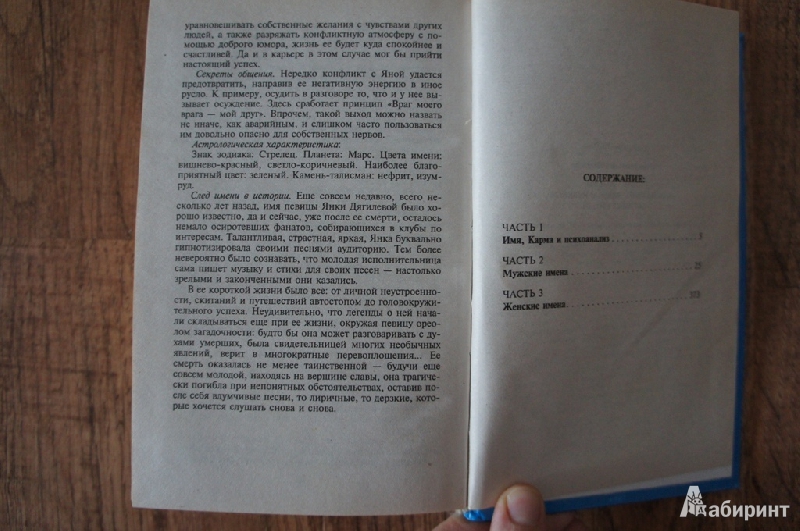 уравновешивать собственные желания с чувствами других
людей, а также разряжать конфликтную атмосферу с по-
мощью доброго юмора, жизнь ее будет куда спокойнее и
счастливей. Да и в карьере в этом случае мог бы прийти
настоящий успех.
Секреты общения. Нередко конфликт с Яной удается
предотвратить, направив ее негативную энергию в иное
русло. К примеру, осудить в разговоре то, что и у нее вы-
зывает осуждение. Здесь сработает принцип «Враг моего
врага — мой друг». Впрочем, такой выход можно назвать
не иначе, как аварийным, и слишком часто пользоваться
им довольно опасно для собственных нервов.
Астрологическая характеристика:
Знак зодиака: Стрелец. Планета: Марс. Цвета имени:
вишнево-красный, светло-коричневый. Наиболее благо-
приятный цвет: зеленый. Камень-талисман: нефрит, изум-
руд.
След имени в истории. Еще совсем недавно, всего не-
сколько лет назад, имя певицы Янки Дягилевой было хо-
рошо известно, да и сейчас, уже после ее смерти, осталось
немало осиротевших фанатов, собирающихся в клубы по
интересам. Талантливая, страстная, яркая, Янка буквально
гипнотизировала своими песнями аудиторию. Тем более
невероятно было сознавать, что молодая исполнительница
сама пишет музыку и стихи для своих песен — настолько
зрелыми и законченными они казались.
В ее короткой жизни было все: от личной неустроен-
ности, скитаний и путешествий автостопом до головокружи-
тельного успеха. Неудивительно, что легенды о ней начали
складываться еще при ее жизни, окружая певицу орео-
лом загадочности: будто бы она может разговаривать с ду-
хами умерших, была свидетельницей многих необычных
явлений, верит в многократные перевоплощения... Ее
смерть оказалась не менее таинственной — будучи еще
совсем молодой, находясь на вершине славы, она трагиче-
ски погибла при непонятных обстоятельствах, оставив по-
сле себя вдумчивые песни, то лиричные, то дерзкие, кото-
рые хочется слушать снова и снова.
СОДЕРЖАНИЕ:
ЧАСТЬ 1
Имя, Карма и психоанализ
ЧАСТЬ 2
Мужские имена
ЧАСТЬ 3
Женские имена
Лабиринт